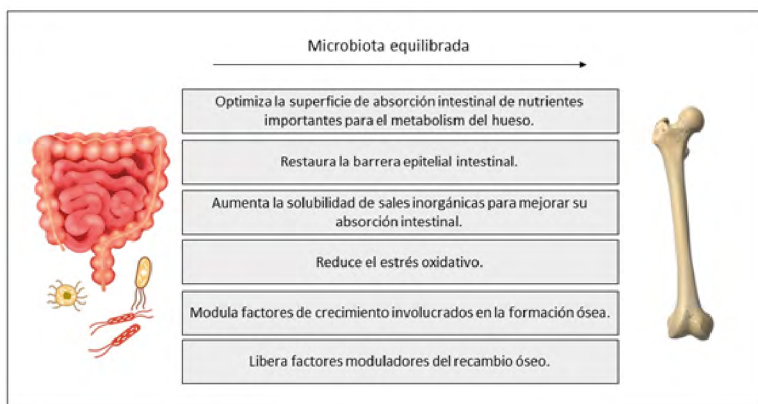 Microbiota equilibrada
Optimiza la superficie de absorción intestinal de nutrientes
importantes para el metabolism del hueso.
Restaura la barrera epitelial intestinal.
Aumenta la solubilidad de sales inorgánicas para mejorar su
absorción intestinal.
Reduce el estrés oxidativo.
Modula factores de crecimiento involucrados en la formación ósea.
Libera factores moduladores del recambio óseo.